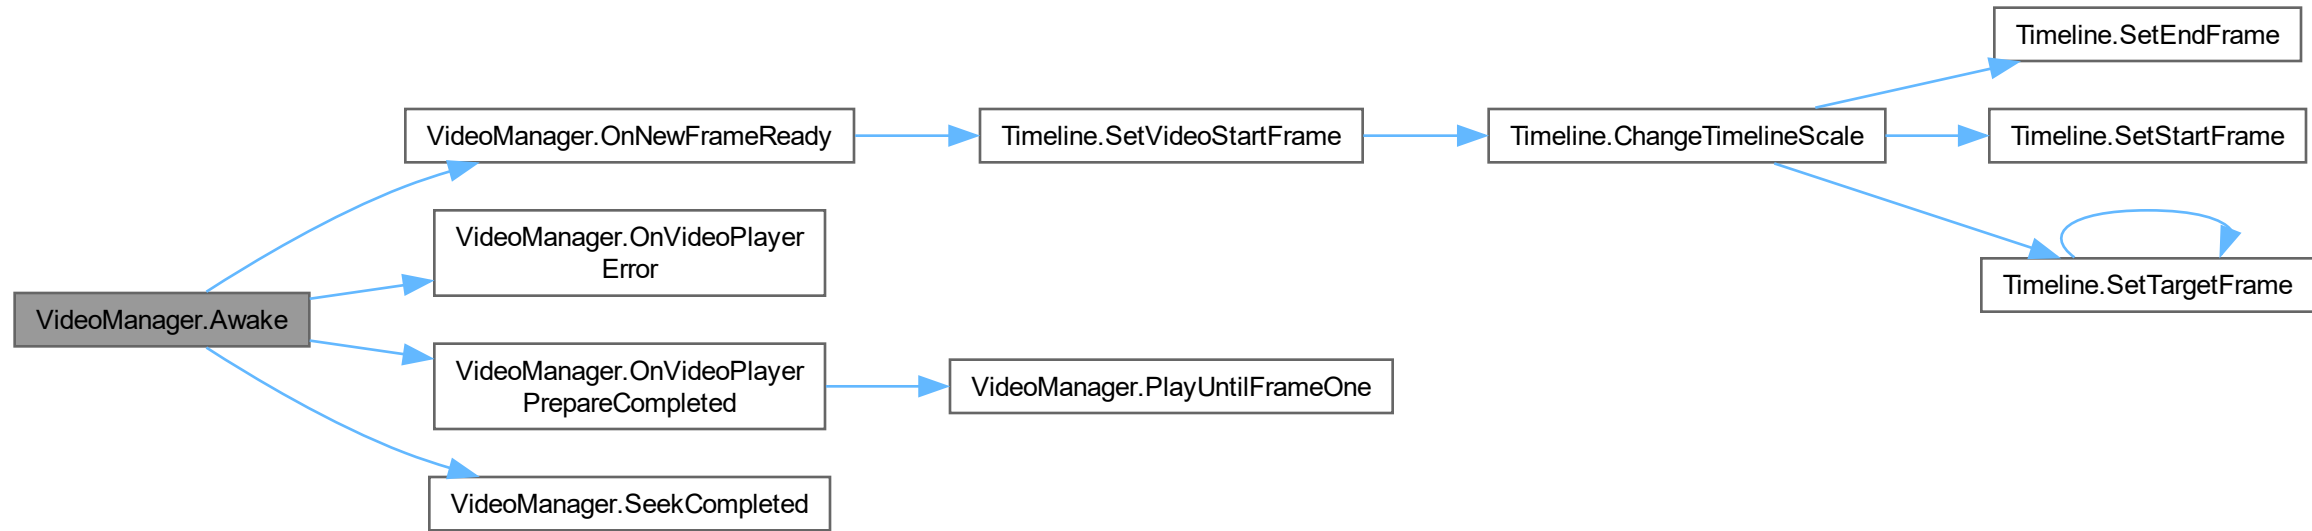 VideoManager.Awake
VideoManager.OnNewFrameReady
VideoManager.OnVideoPlayer
Error
VideoManager.OnVideoPlayer
PrepareCompleted
VideoManager.SeekCompleted
Timeline.SetVideoStartFrame
VideoManager.PlayUntilFrameOne
Timeline.ChangeTimelineScale
Timeline.SetEndFrame
Timeline.SetStartFrame
Timeline.SetTargetFrame